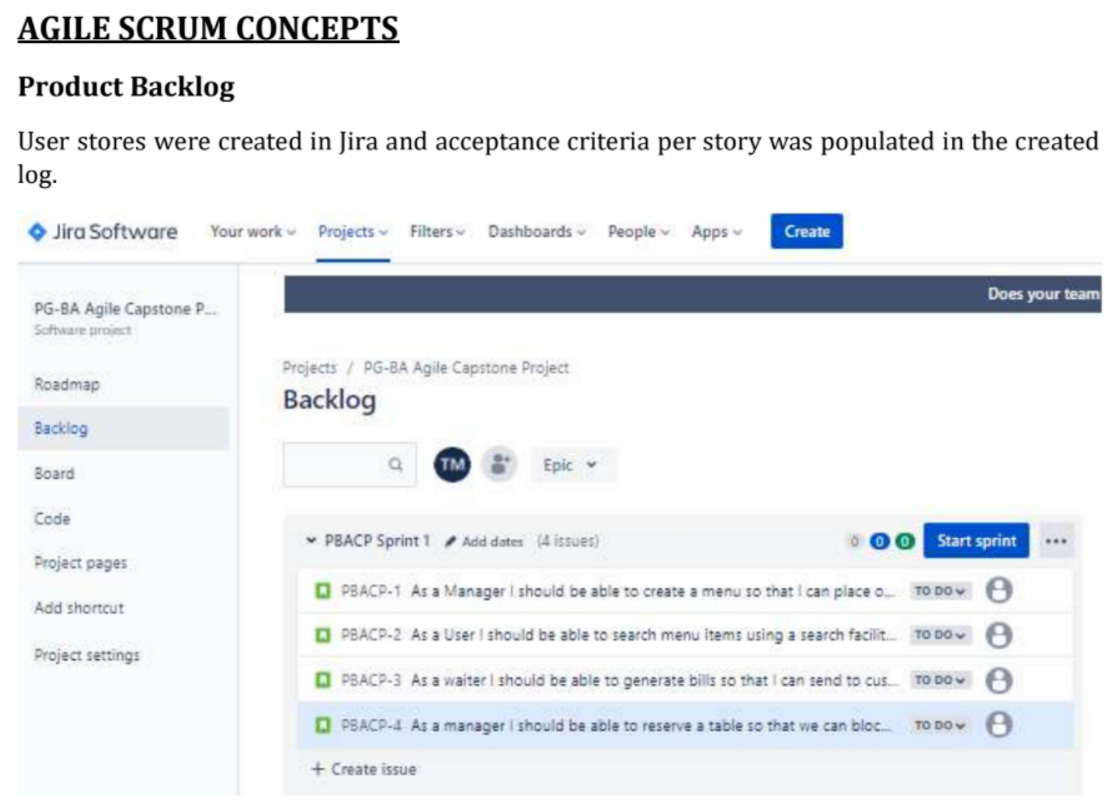 AGILE SCRUM CONCEPTS
Product Backlog
User stores were created in Jira and acceptance criteria per story was populated in the created
log.
Jira Software Your work Projects Filters Dashboards People Apps Create
Does your team
PG-BA Agile Capstone P...
Software project
Roadmap
Backlog
Board
Code
Project pages
Add shortcut
Project settings
Projects / PG-BA Agile Capstone Project
Backlog
TM Epic
PBACP Sprint 1 Add dates (4 issues) 0 0 0 Start sprint ...
PBACP-1 As a Manager I should be able to create a menu so that I can place o... TO DO
PBACP-2 As a User I should be able to search menu items using a search facilit... TO DO
PBACP-3 As a waiter I should be able to generate bills so that I can send to cus... TO DO
PBACP-4 As a manager I should be able to reserve a table so that we can bloc... TO DO
+ Create issue